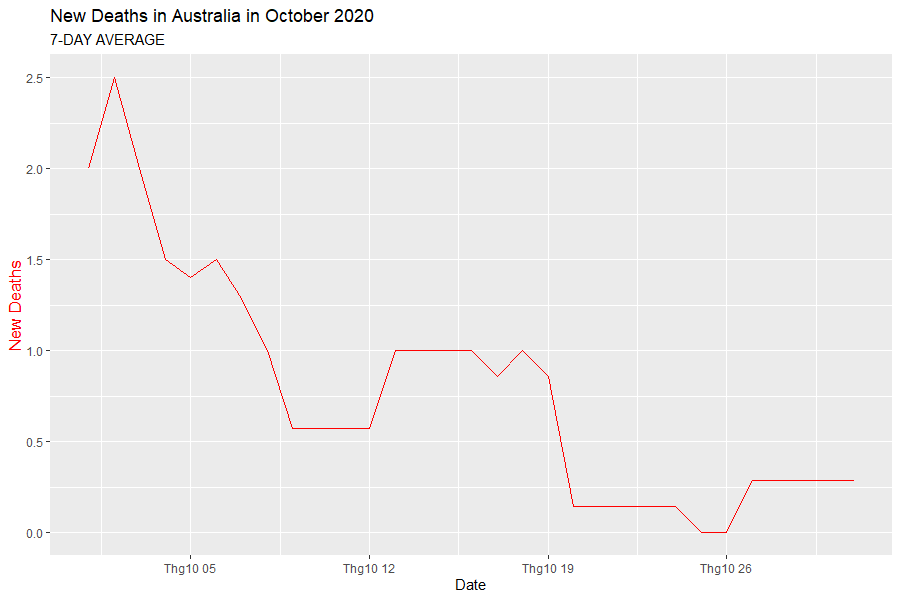 New Deaths in Australia in October 2020
7-DAY AVERAGE
New Deaths
2.5
2.0
1.5
1.0
0.5
0.0
Thg10 05
Thg10 12
Thg10 19
Thg10 26
Date